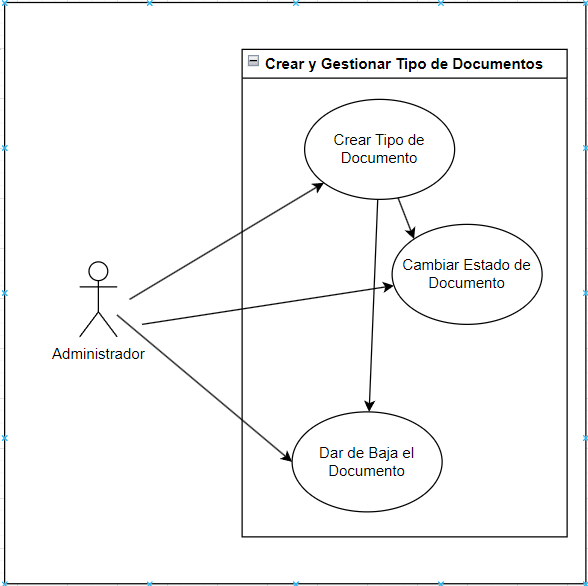 Crear y Gestionar Tipo de Documentos
Crear Tipo de
Documento
Cambiar Estado de
Documento
Administrador
Dar de Baja el
Documento